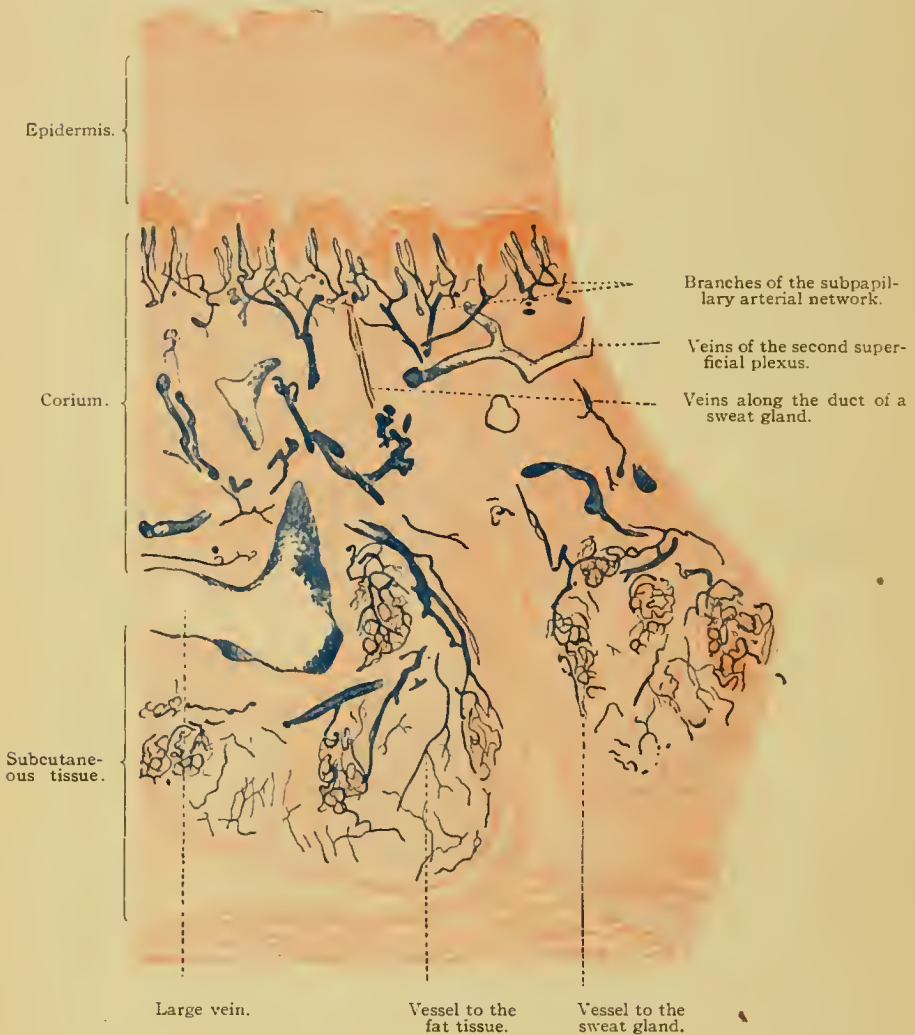 Epidermis.
Branches of the subpapil-
lary arterial network.
Veins of the second super-
ficial plexus.
Corium.
Veins along the duct of a
sweat gland.
Subcutane-
ous tissue.
Large vein.
Vessel to the
fat tissue.
Vessel to the
sweat gland.